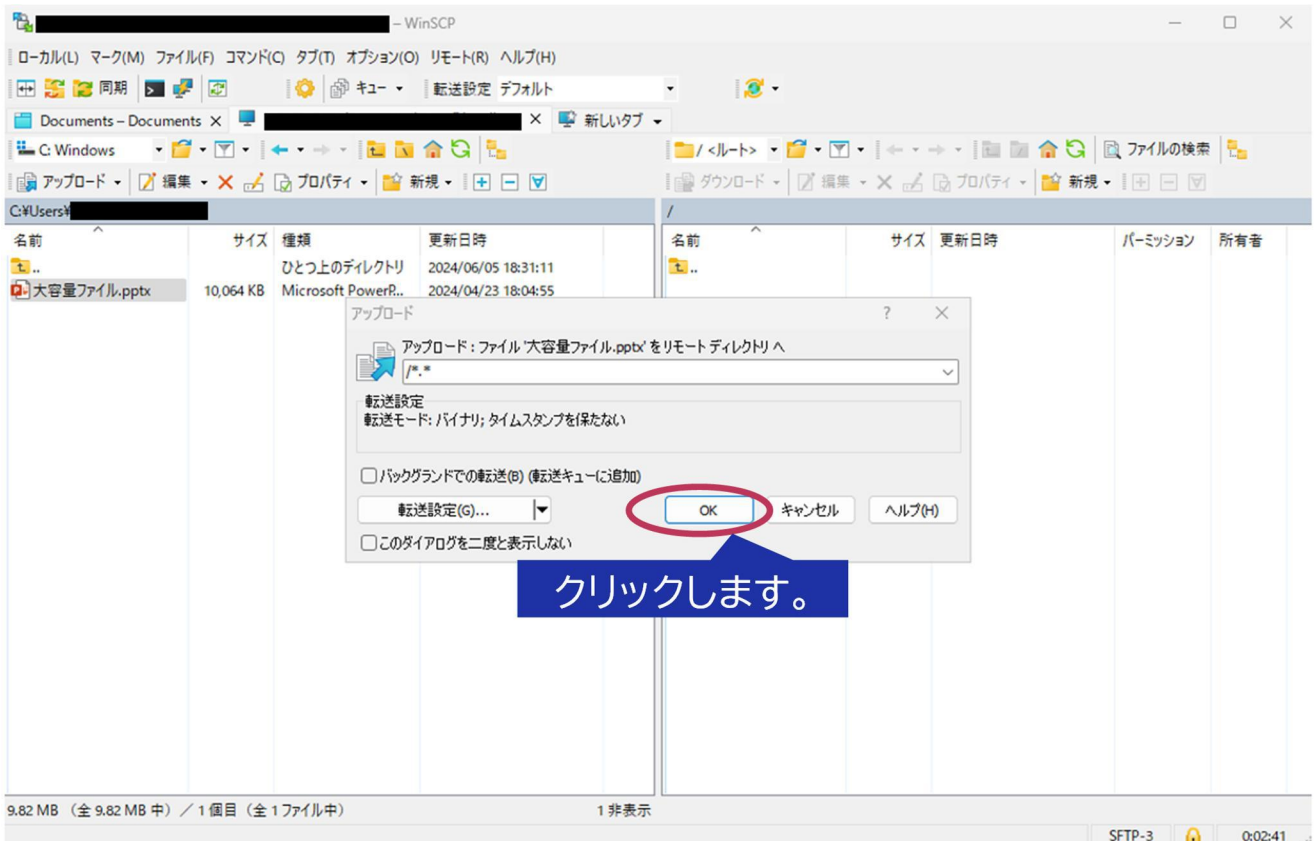 – WinSCP
ローカル(L) マーク(M) ファイル(F) コマンド(C) タブ(T) オプション(O) リモート(R) ヘルプ(H)
同期 キュー 転送設定 デフォルト
Documents – Documents × × 新しいタブ
C: Windows / <ルート> ファイルの検索
アップロード 編集 プロパティ 新規 ダウンロード 編集 プロパティ 新規
C:¥Users¥ /
名前 サイズ 種類 更新日時 名前 サイズ 更新日時 パーミッション 所有者
.. ひとつ上のディレクトリ 2024/06/05 18:31:11 ..
大容量ファイル.pptx 10,064 KB Microsoft PowerP... 2024/04/23 18:04:55
アップロード ? ×
アップロード : ファイル '大容量ファイル.pptx' をリモート ディレクトリ へ
/*.*
転送設定
転送モード: バイナリ; タイムスタンプを保たない
バックグランドでの転送(B) (転送キューに追加)
転送設定(G)... OK キャンセル ヘルプ(H)
このダイアログを二度と表示しない
クリックします。
9.82 MB （全 9.82 MB 中）／ 1 個目（全 1 ファイル中） 1 非表示
SFTP-3 0:02:41